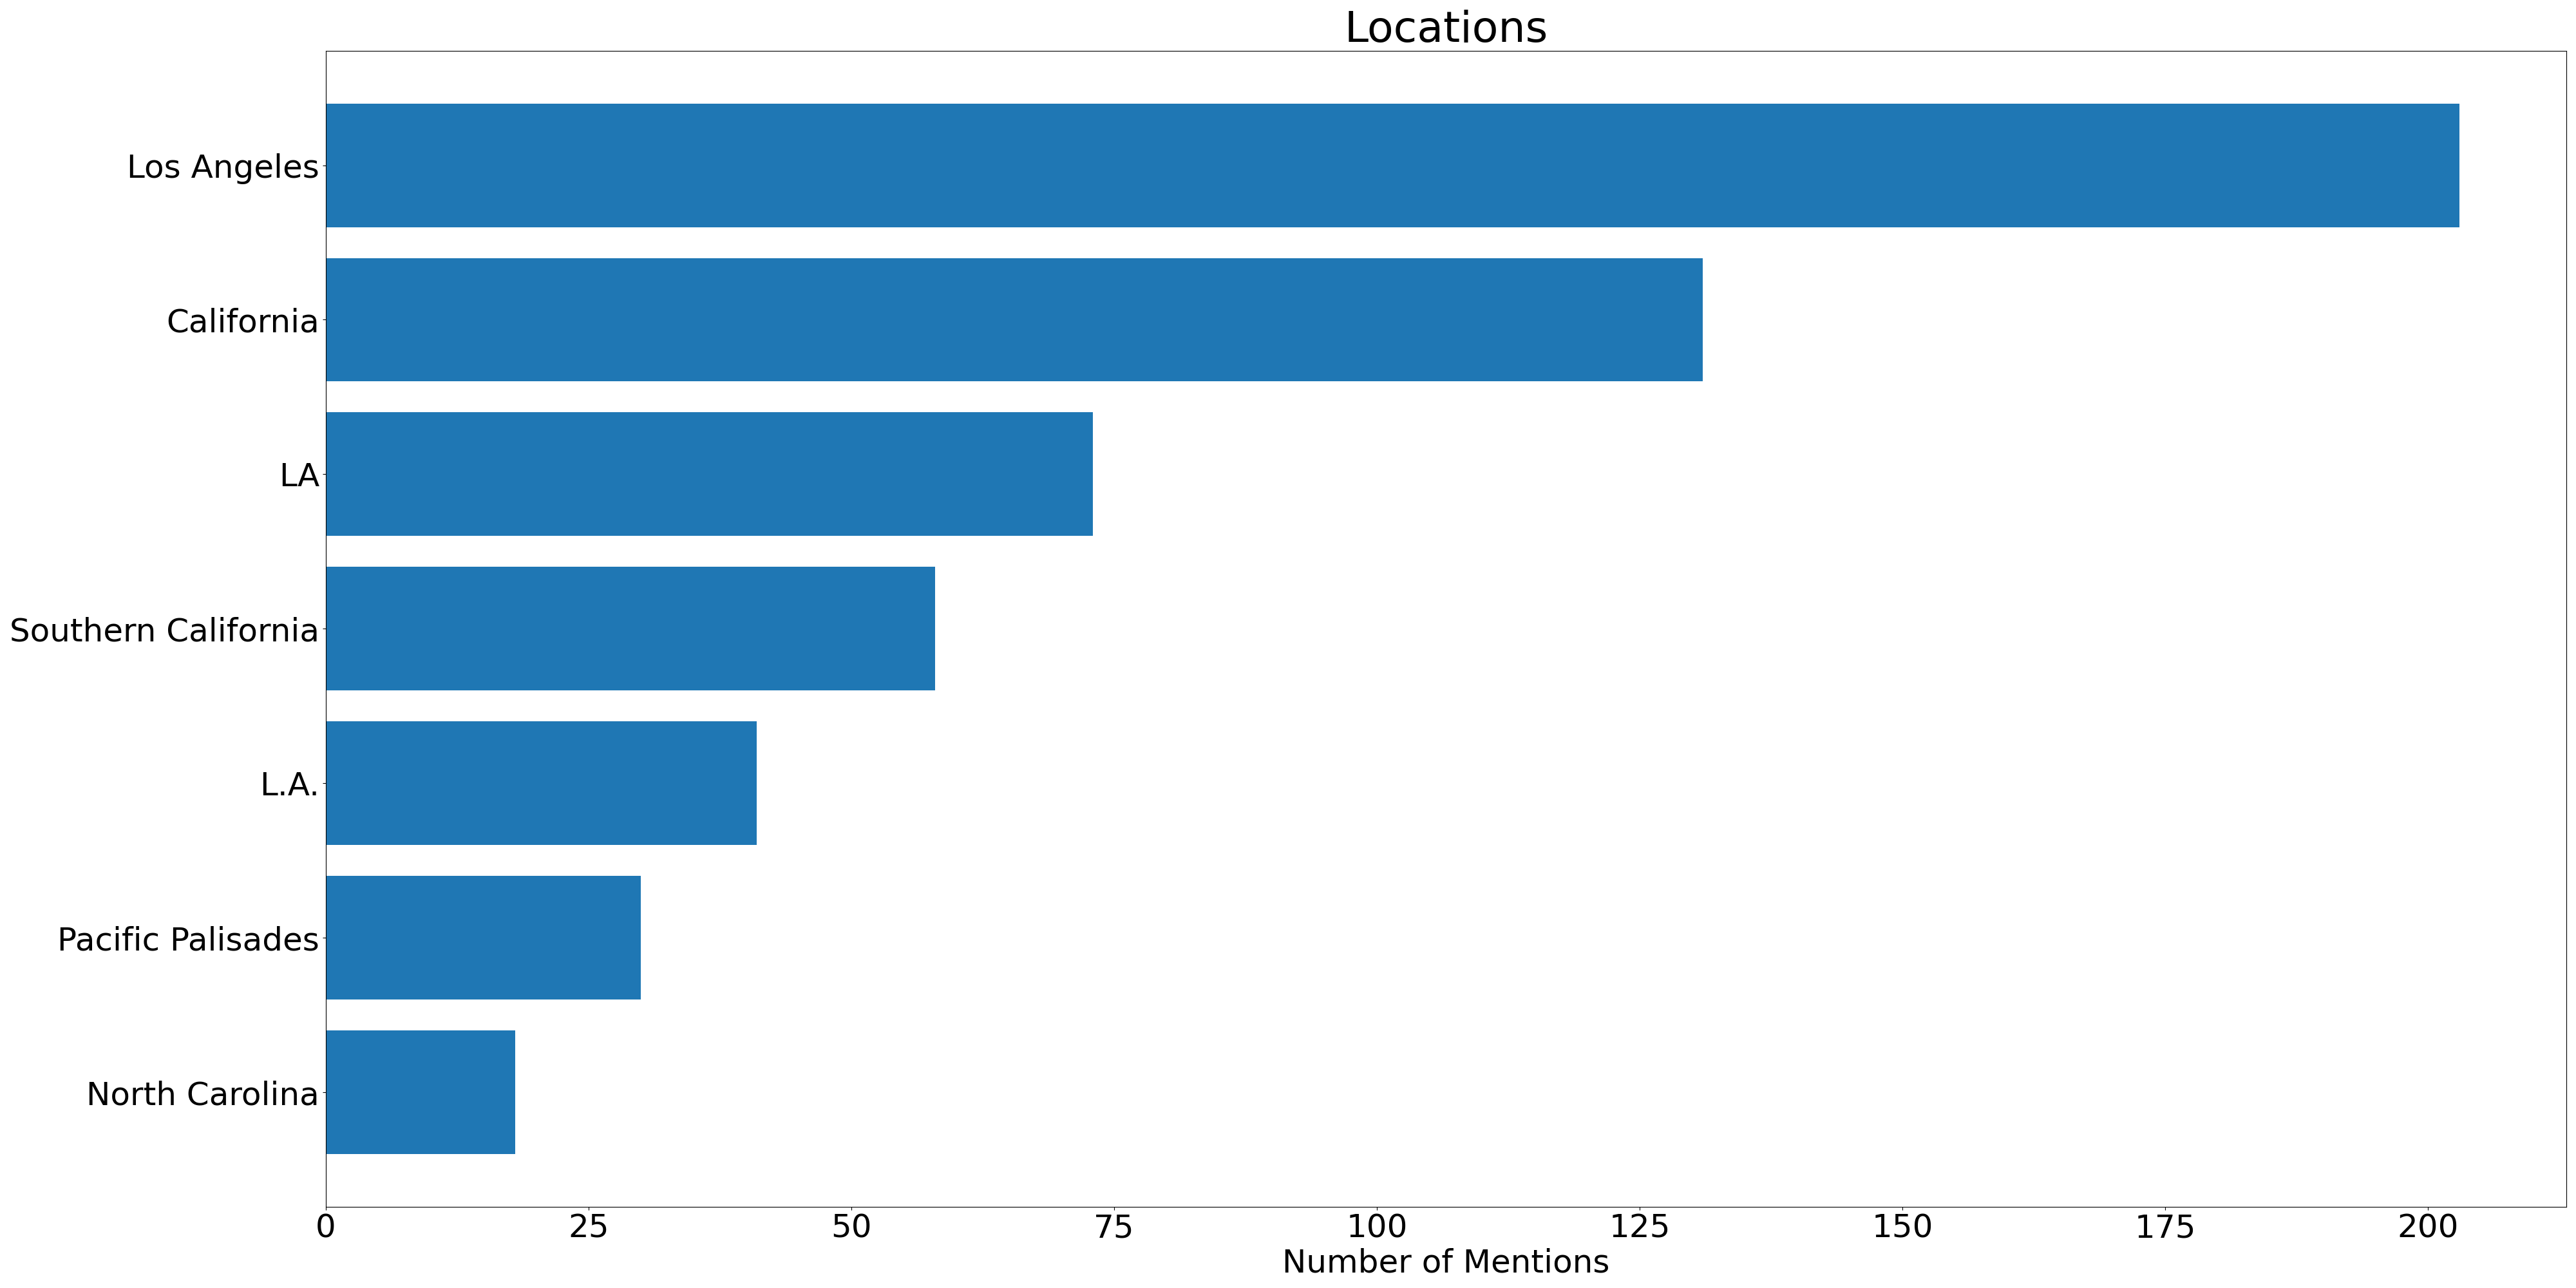 Locations
Los Angeles
California
LA
Southern California
L.A.
Pacific Palisades
North Carolina
0 25 50 75 100 125 150 175 200
Number of Mentions